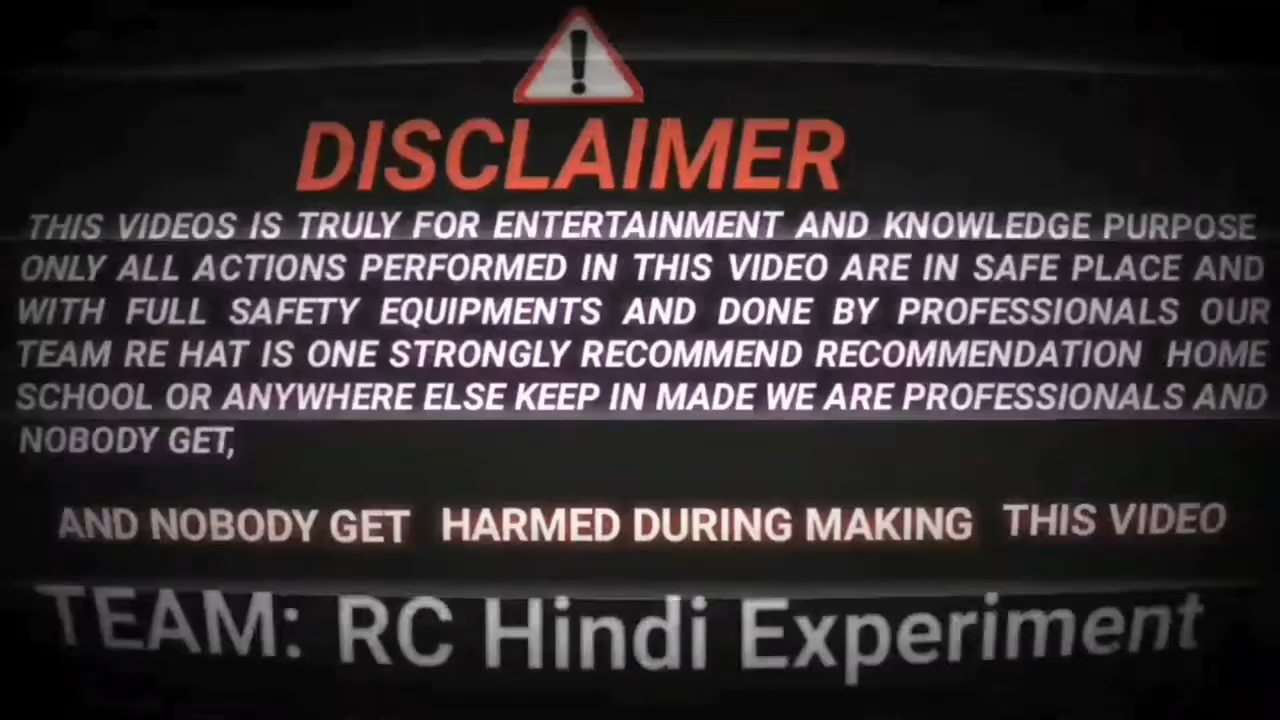 DISCLAIMER
THIS VIDEOS IS TRULY FOR ENTERTAINMENT AND KNOWLEDGE PURPOSE
ONLY ALL ACTIONS PERFORMED IN THIS VIDEO ARE IN SAFE PLACE AND
WITH FULL SAFETY EQUIPMENTS AND DONE BY PROFESSIONALS OUR
TEAM RE HAT IS ONE STRONGLY RECOMMEND RECOMMENDATION HOME
SCHOOL OR ANYWHERE ELSE KEEP IN MADE WE ARE PROFESSIONALS AND
NOBODY GET,
AND NOBODY GET HARMED DURING MAKING THIS VIDEO
TEAM: RC Hindi Experiment